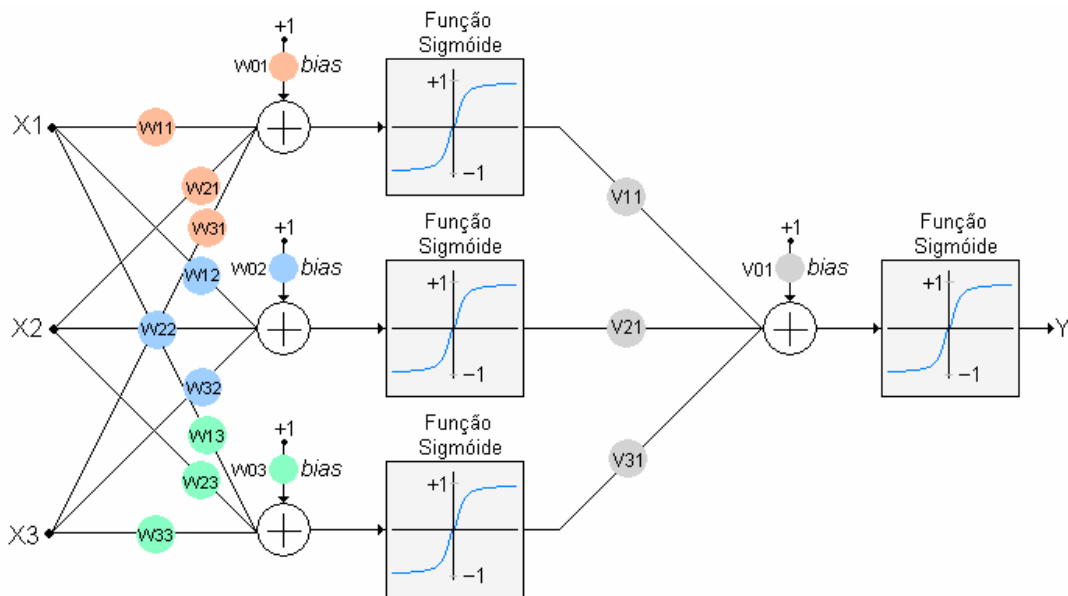 +1
W01 bias
Função
Sigmóide
+1
−1
X1
W11
W21
W31
V11
+1
W02 bias
Função
Sigmóide
+1
−1
W12
X2
W22
V21
+1
V01 bias
Função
Sigmóide
+1
−1
Y
W32
W13
+1
W03 bias
Função
Sigmóide
+1
−1
W23
V31
X3
W33